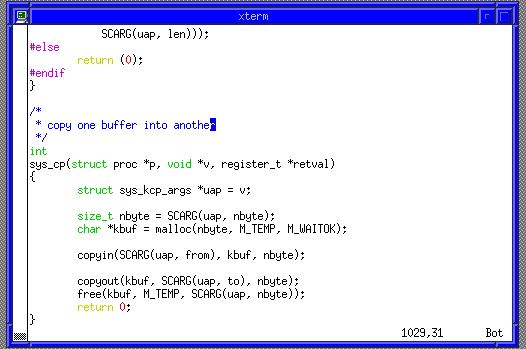 xterm
SCARG(uap, len)));
#else
return (0);
#endif
}
/*
* copy one buffer into another
*/
int
sys_cp(struct proc *p, void *v, register_t *retval)
{
struct sys_kcp_args *uap = v;
size_t nbyte = SCARG(uap, nbyte);
char *kbuf = malloc(nbyte, M_TEMP, M_WAITOK);
copyin(SCARG(uap, from), kbuf, nbyte);
copyout(kbuf, SCARG(uap, to), nbyte);
free(kbuf, M_TEMP, SCARG(uap, nbyte));
return 0;
}
1029,31 Bot